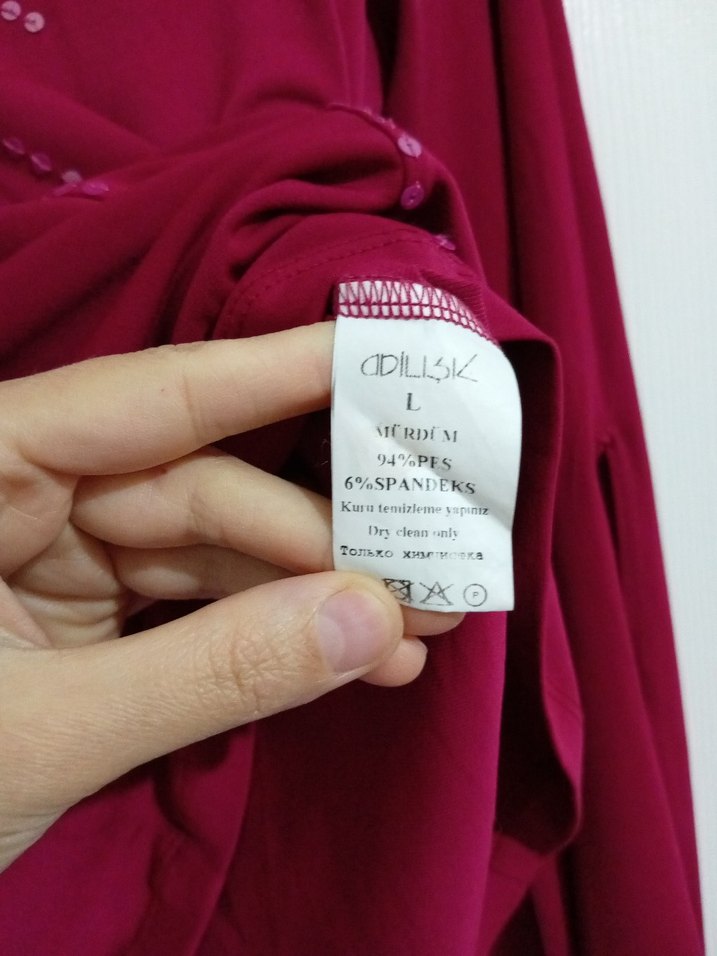 ADILIŞIK
L
MÜRDÜM
94%PES
6%SPANDEKS
Kuru temizleme yapınız
Dry clean only
Только химчистка
P